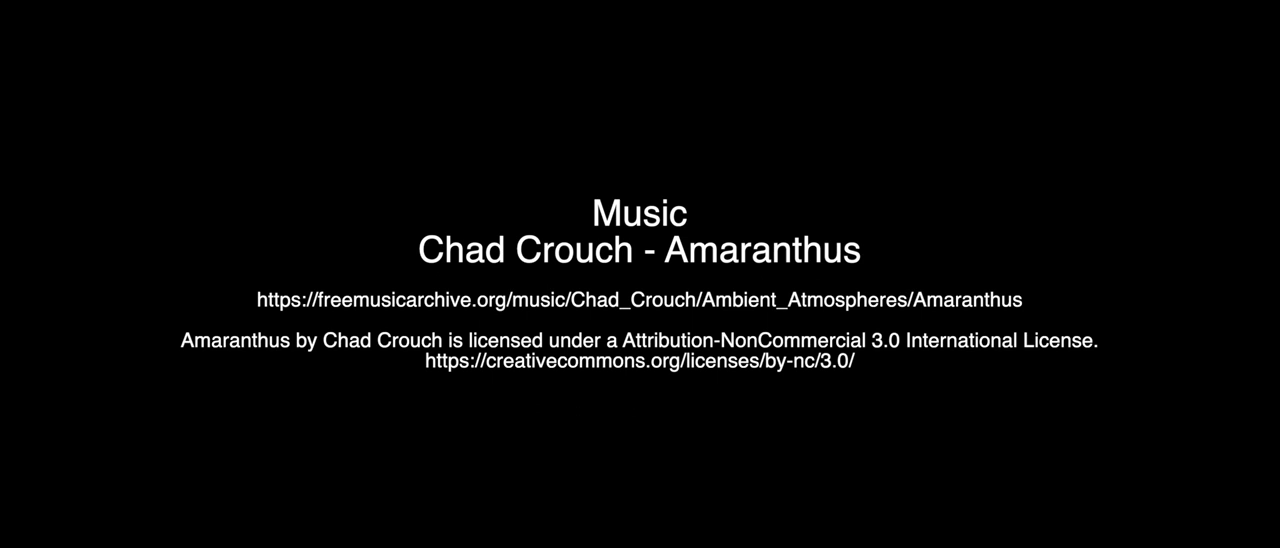 Music
Chad Crouch - Amaranthus
https://freemusicarchive.org/music/Chad_Crouch/Ambient_Atmospheres/Amaranthus
Amaranthus by Chad Crouch is licensed under a Attribution-NonCommercial 3.0 International License.
https://creativecommons.org/licenses/by-nc/3.0/